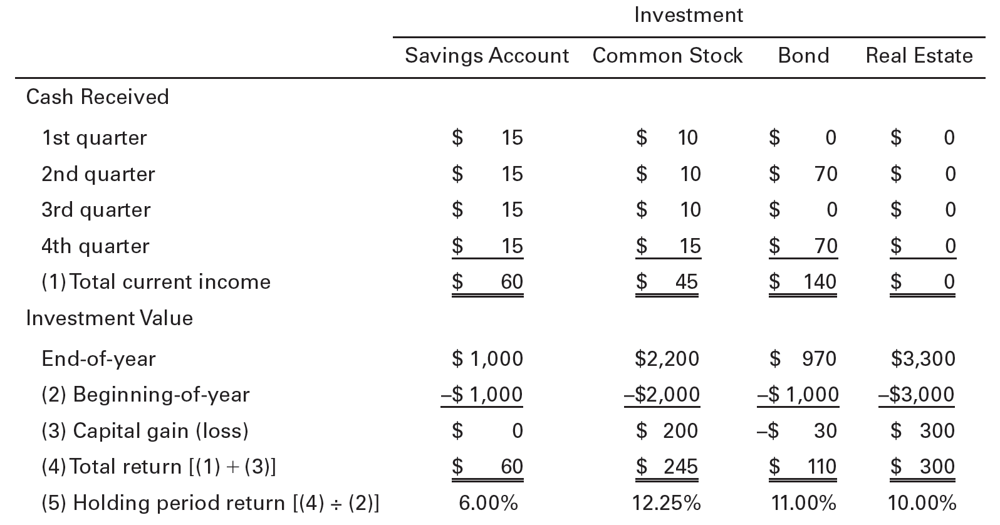 Investment
Savings Account Common Stock Bond Real Estate
Cash Received
1st quarter $ 15 $ 10 $ 0 $ 0
2nd quarter $ 15 $ 10 $ 70 $ 0
3rd quarter $ 15 $ 10 $ 0 $ 0
4th quarter $ 15 $ 15 $ 70 $ 0
(1) Total current income $ 60 $ 45 $ 140 $ 0
Investment Value
End-of-year $ 1,000 $2,200 $ 970 $3,300
(2) Beginning-of-year –$ 1,000 –$2,000 –$ 1,000 –$3,000
(3) Capital gain (loss) $ 0 $ 200 –$ 30 $ 300
(4) Total return [(1) + (3)] $ 60 $ 245 $ 110 $ 300
(5) Holding period return [(4) ÷ (2)] 6.00% 12.25% 11.00% 10.00%